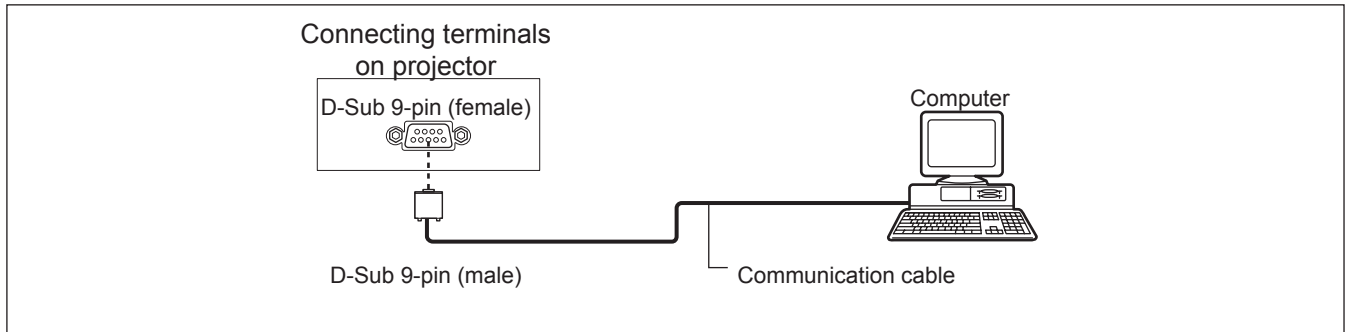 Connecting terminals
on projector
D-Sub 9-pin (female)
Computer
D-Sub 9-pin (male)
Communication cable